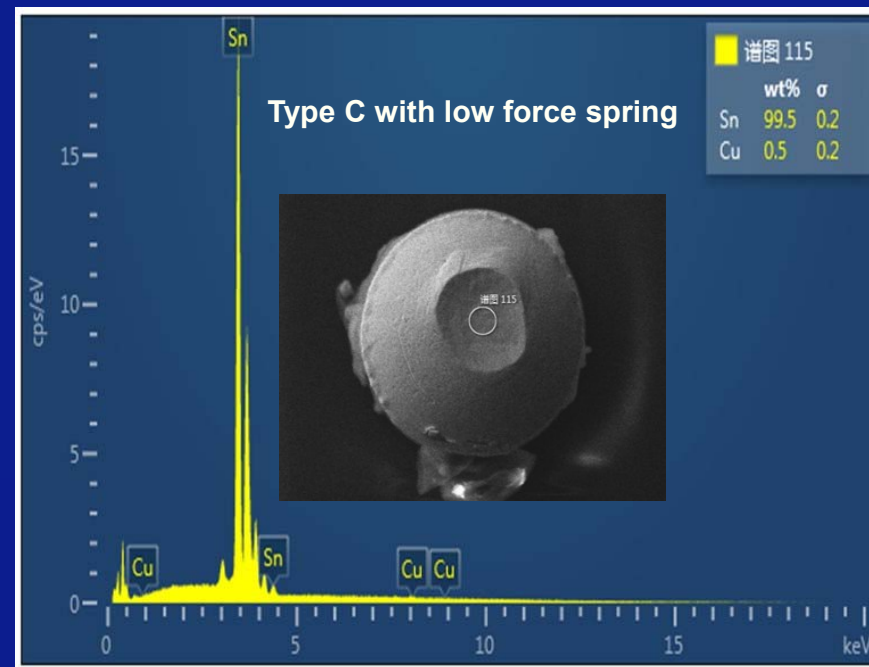 Sn
Type C with low force spring
谱图 115
wt% σ
Sn 99.5 0.2
Cu 0.5 0.2
15
谱图 115
cps/eV
10
5
Cu
Sn
Cu
Cu
0
0 5 10 15 keV